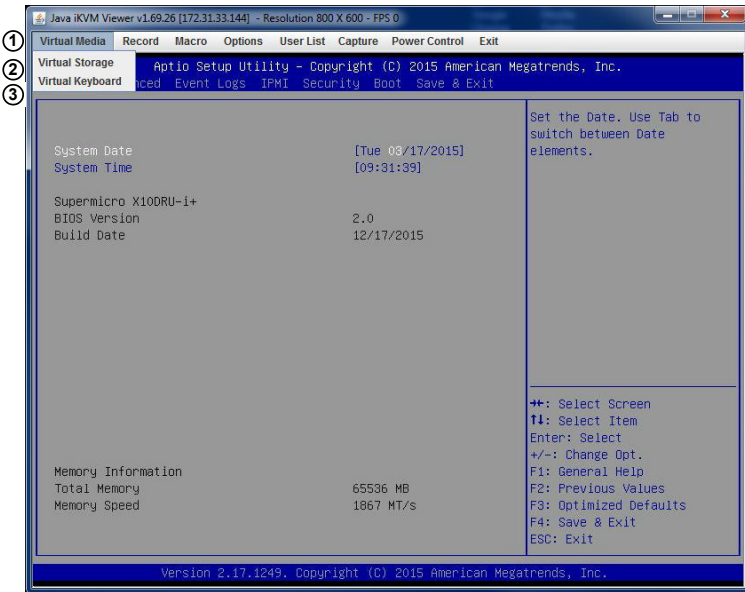 Java iKVM Viewer v1.69.26 [172.31.33.144] - Resolution 800 X 600 - FPS 0
① Virtual Media Record Macro Options User List Capture Power Control Exit
② Virtual Storage Aptio Setup Utility - Copyright (C) 2015 American Megatrends, Inc.
Virtual Keyboard nced Event Logs IPMI Security Boot Save & Exit
③
Set the Date. Use Tab to
switch between Date
System Date [Tue 03/17/2015] elements.
System Time [09:31:39]
Supermicro X10DRU-i+
BIOS Version 2.0
Build Date 12/17/2015
→←: Select Screen
↑↓: Select Item
Enter: Select
+/-: Change Opt.
Memory Information F1: General Help
Total Memory 65536 MB F2: Previous Values
Memory Speed 1867 MT/s F3: Optimized Defaults
F4: Save & Exit
ESC: Exit
Version 2.17.1249. Copyright (C) 2015 American Megatrends, Inc.